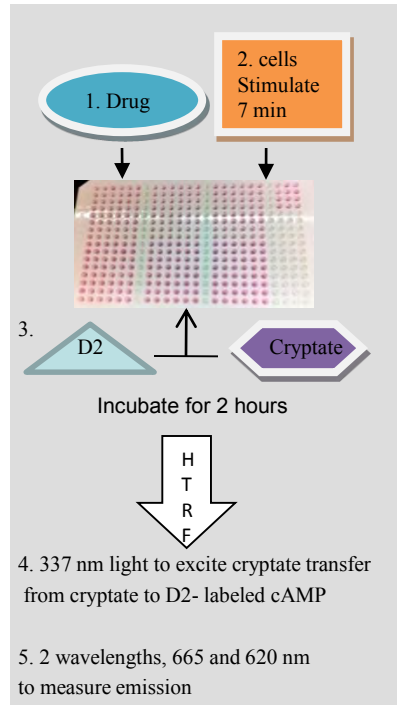 1. Drug
2. cells
Stimulate
7 min
3.
D2
Cryptate
Incubate for 2 hours
H
T
R
F
4. 337 nm light to excite cryptate transfer
from cryptate to D2- labeled cAMP
5. 2 wavelengths, 665 and 620 nm
to measure emission